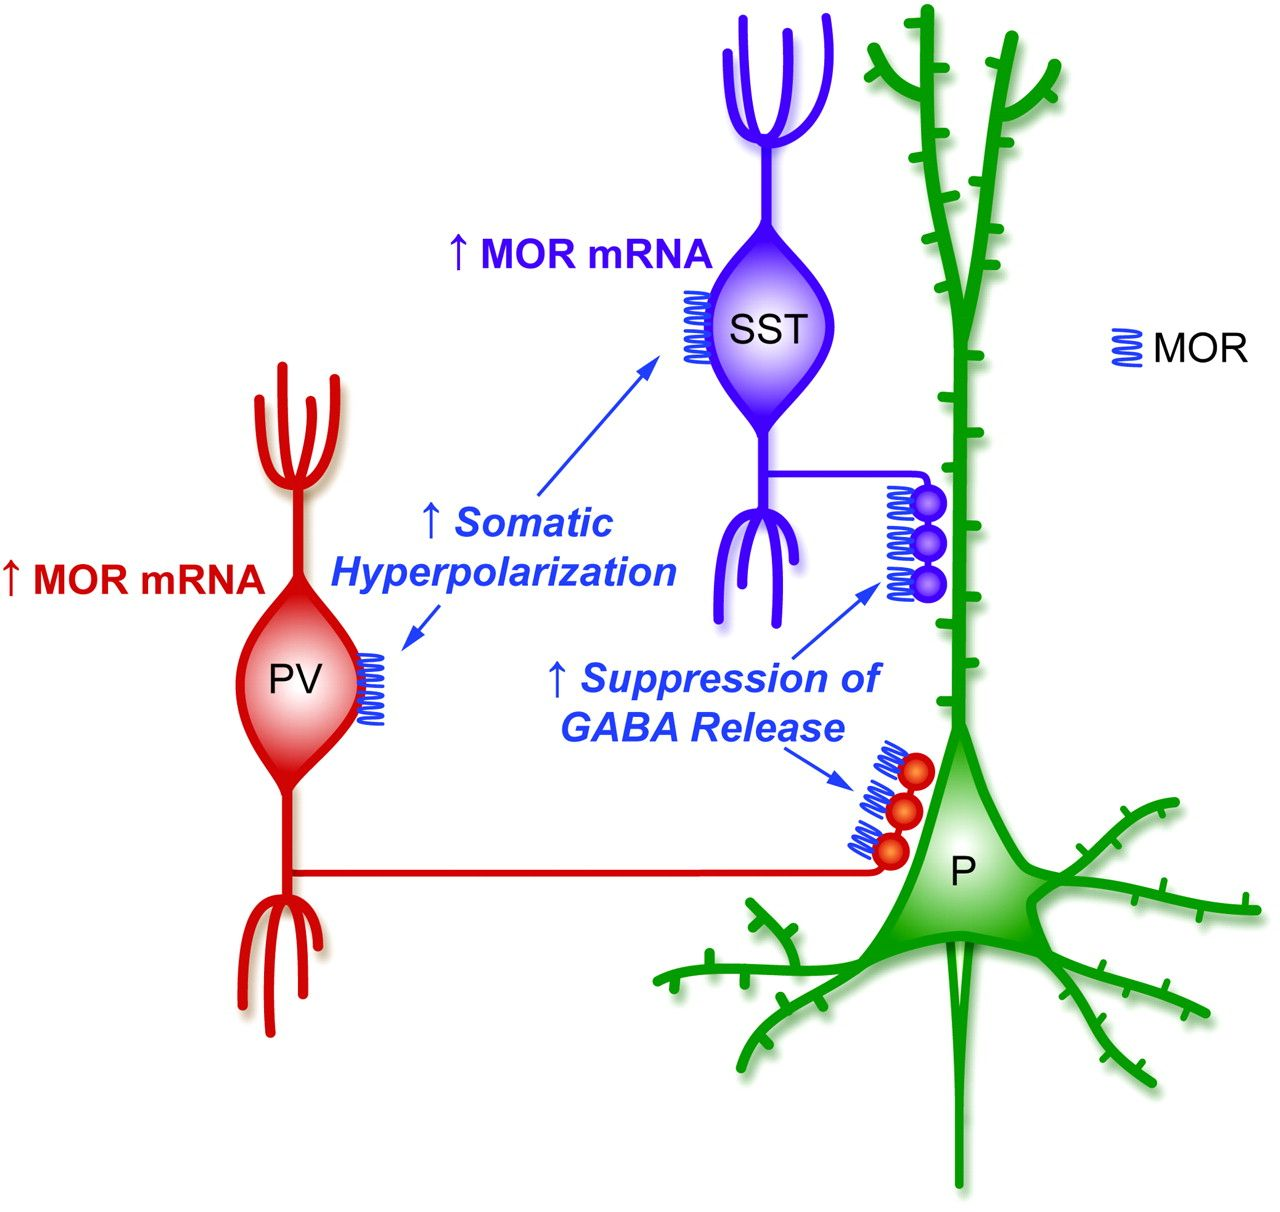 ↑ MOR mRNA
SST
MOR
↑ Somatic
Hyperpolarization
↑ MOR mRNA
PV
↑ Suppression of
GABA Release
P